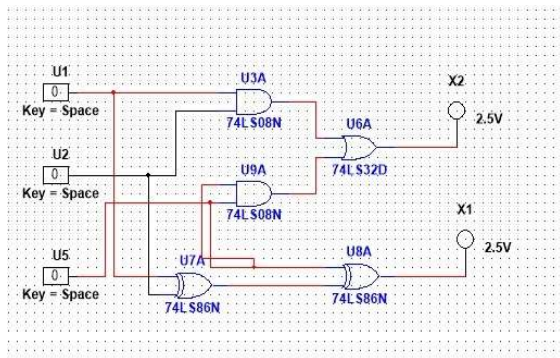 U1
0
Key = Space
U3A
74LS08N
X2
2.5V
U6A
74LS32D
U2
0
Key = Space
U9A
74LS08N
X1
2.5V
U5
0
Key = Space
U7A
74LS86N
U8A
74LS86N